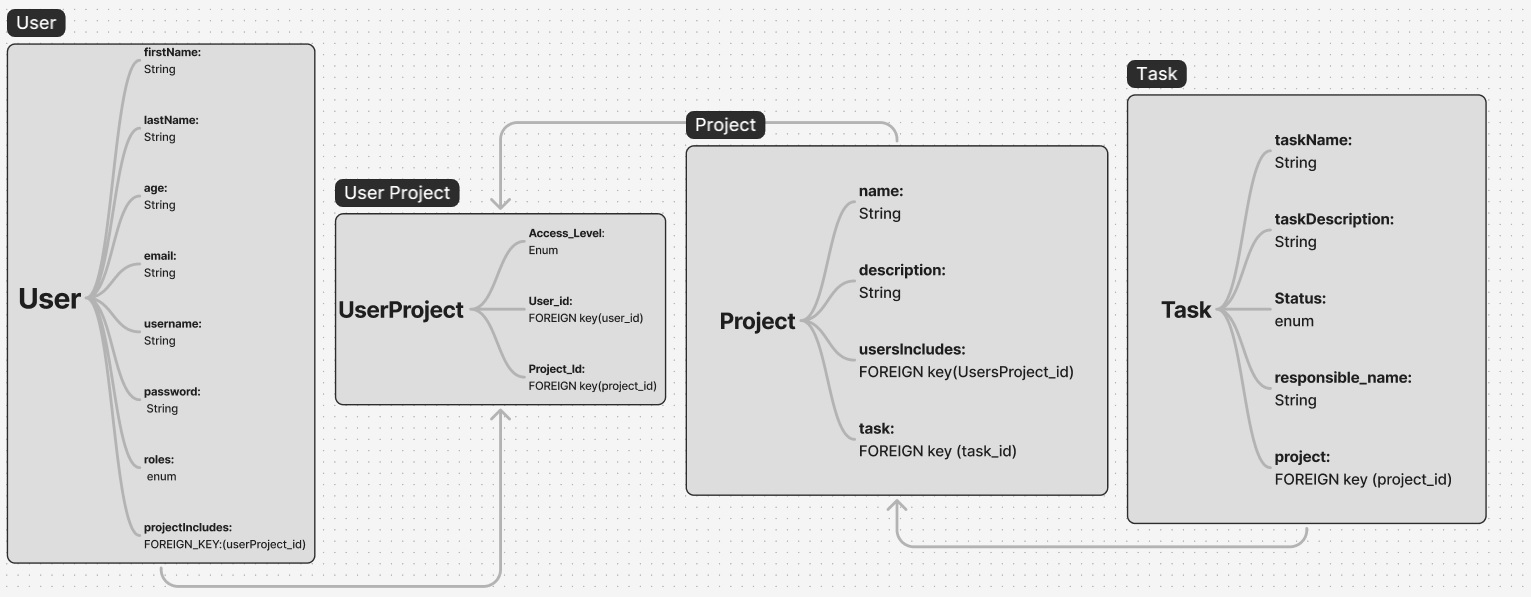 User
firstName:
String
lastName:
String
age:
String
email:
String
User
username:
String
password:
String
roles:
enum
projectIncludes:
FOREIGN_KEY:(userProject_id)
User Project
Access_Level:
Enum
UserProject
User_id:
FOREIGN key(user_id)
Project_Id:
FOREIGN key(project_id)
Project
name:
String
description:
String
Project
usersIncludes:
FOREIGN key(UsersProject_id)
task:
FOREIGN key (task_id)
Task
taskName:
String
taskDescription:
String
Task
Status:
enum
responsible_name:
String
project:
FOREIGN key (project_id)